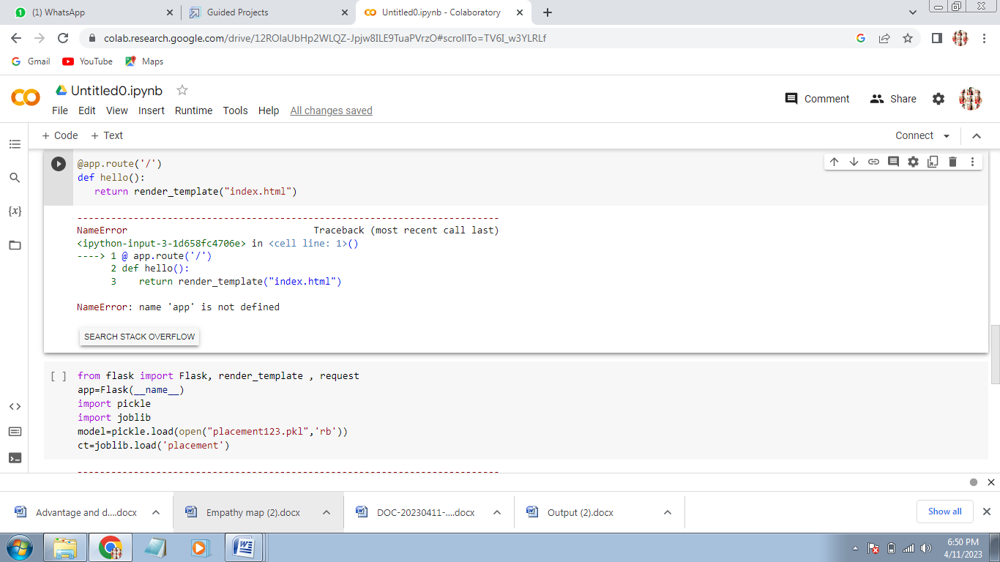 (1) WhatsApp
Guided Projects
Untitled0.ipynb - Colaboratory
colab.research.google.com/drive/12ROlaUbHp2WLQZ-Jpjw8ILE9TuaPVrzO#scrollTo=TV6I_w3YLRLf
Gmail YouTube Maps
Untitled0.ipynb
File Edit View Insert Runtime Tools Help All changes saved
Comment Share
+ Code + Text
Connect
@app.route('/')
def hello():
   return render_template("index.html")
---------------------------------------------------------------------------
NameError                                 Traceback (most recent call last)
<ipython-input-3-1d658fc4706e> in <cell line: 1>()
----> 1 @ app.route('/')
      2 def hello():
      3    return render_template("index.html")
NameError: name 'app' is not defined
SEARCH STACK OVERFLOW
[ ] from flask import Flask, render_template , request
app=Flask(__name__)
import pickle
import joblib
model=pickle.load(open("placement123.pkl",'rb'))
ct=joblib.load('placement')
---------------------------------------------------------------------------
Advantage and d....docx
Empathy map (2).docx
DOC-20230411-....docx
Output (2).docx
Show all
6:50 PM
4/11/2023